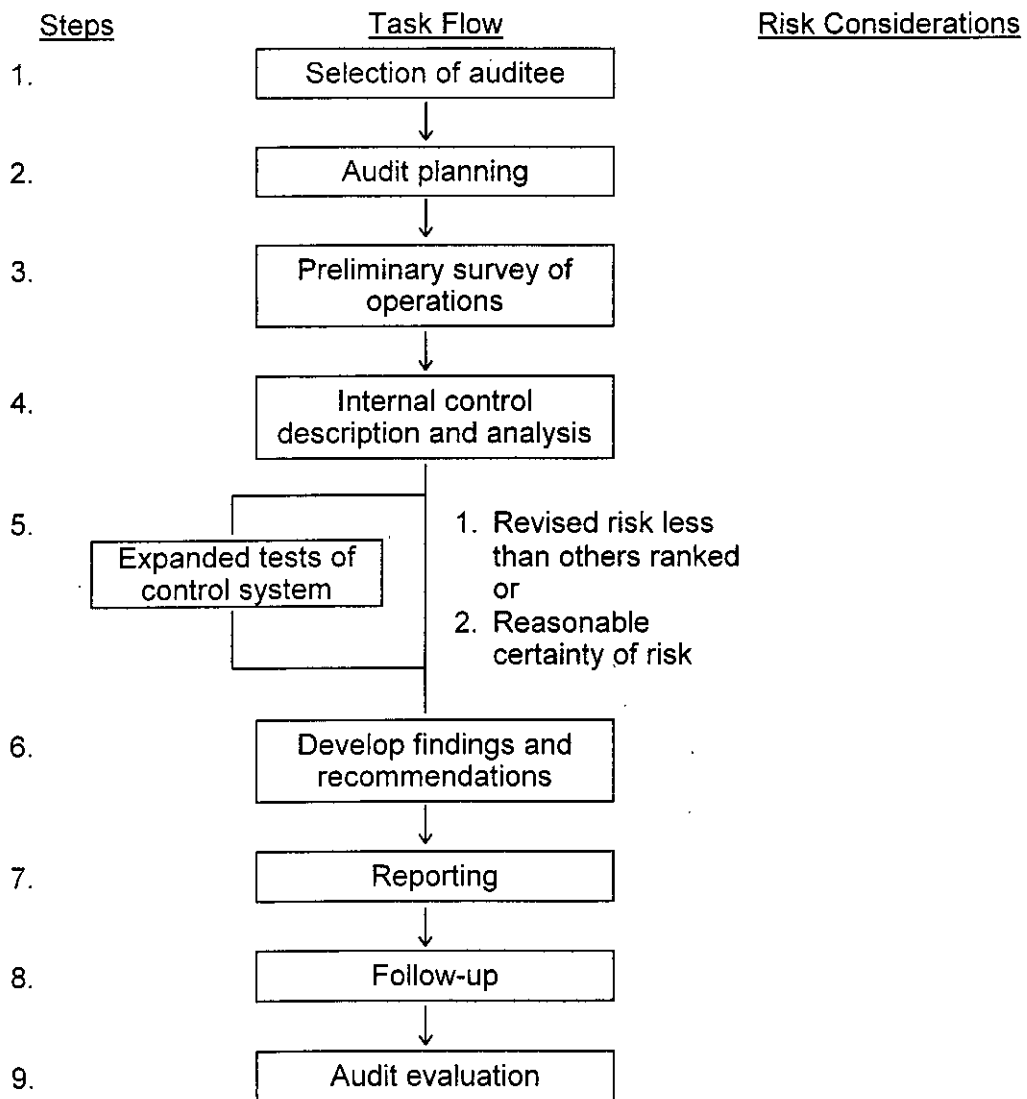 Steps Task Flow Risk Considerations
1. Selection of auditee
2. Audit planning
3. Preliminary survey of
operations
4. Internal control
description and analysis
5.
Expanded tests of
control system
1. Revised risk less
than others ranked
or
2. Reasonable
certainty of risk
6. Develop findings and
recommendations
7. Reporting
8. Follow-up
9. Audit evaluation